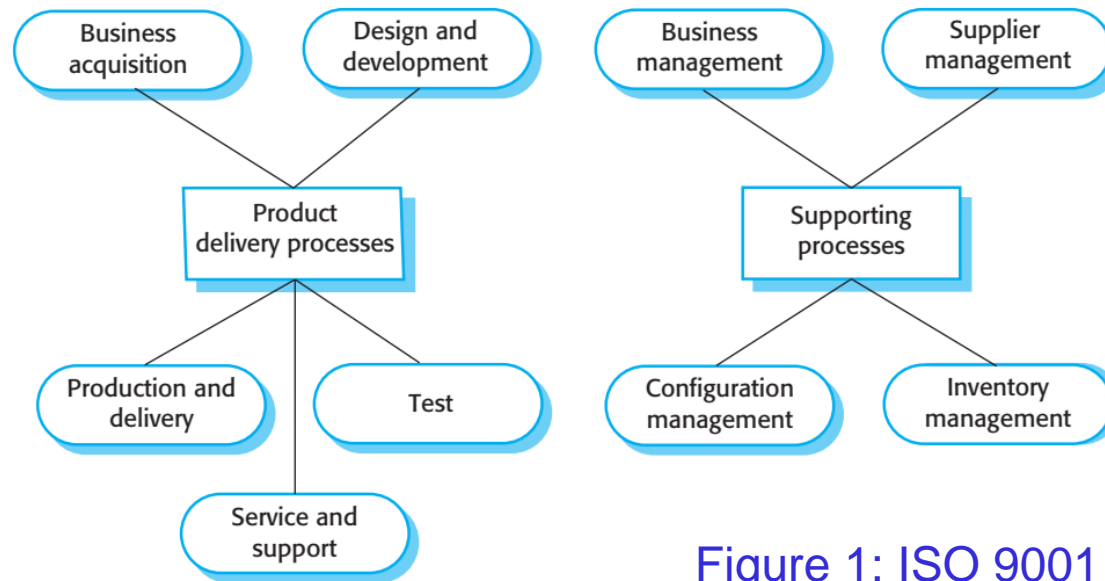 Business
acquisition
Design and
development
Business
management
Supplier
management
Product
delivery processes
Supporting
processes
Production and
delivery
Test
Configuration
management
Inventory
management
Service and
support
Figure 1: ISO 9001